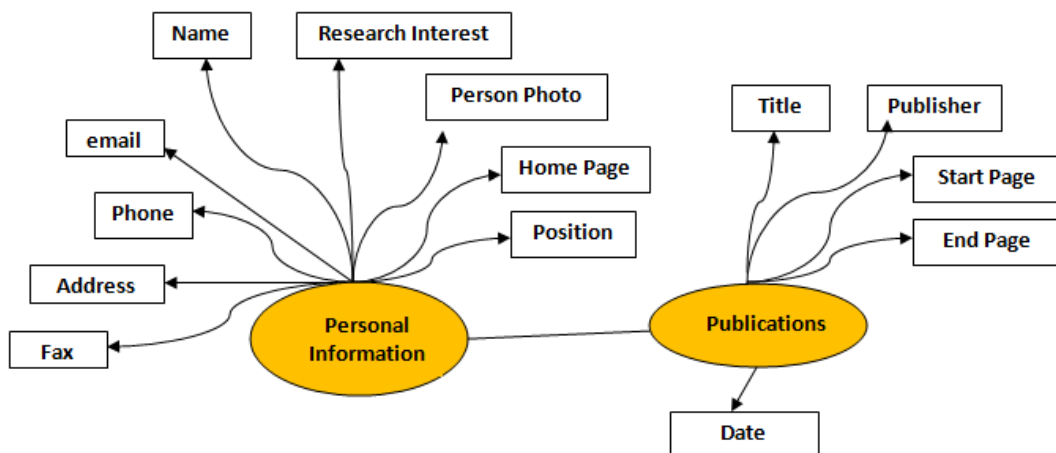 Name
Research Interest
Person Photo
Title
Publisher
email
Home Page
Start Page
Phone
Position
End Page
Address
Personal
Information
Publications
Fax
Date